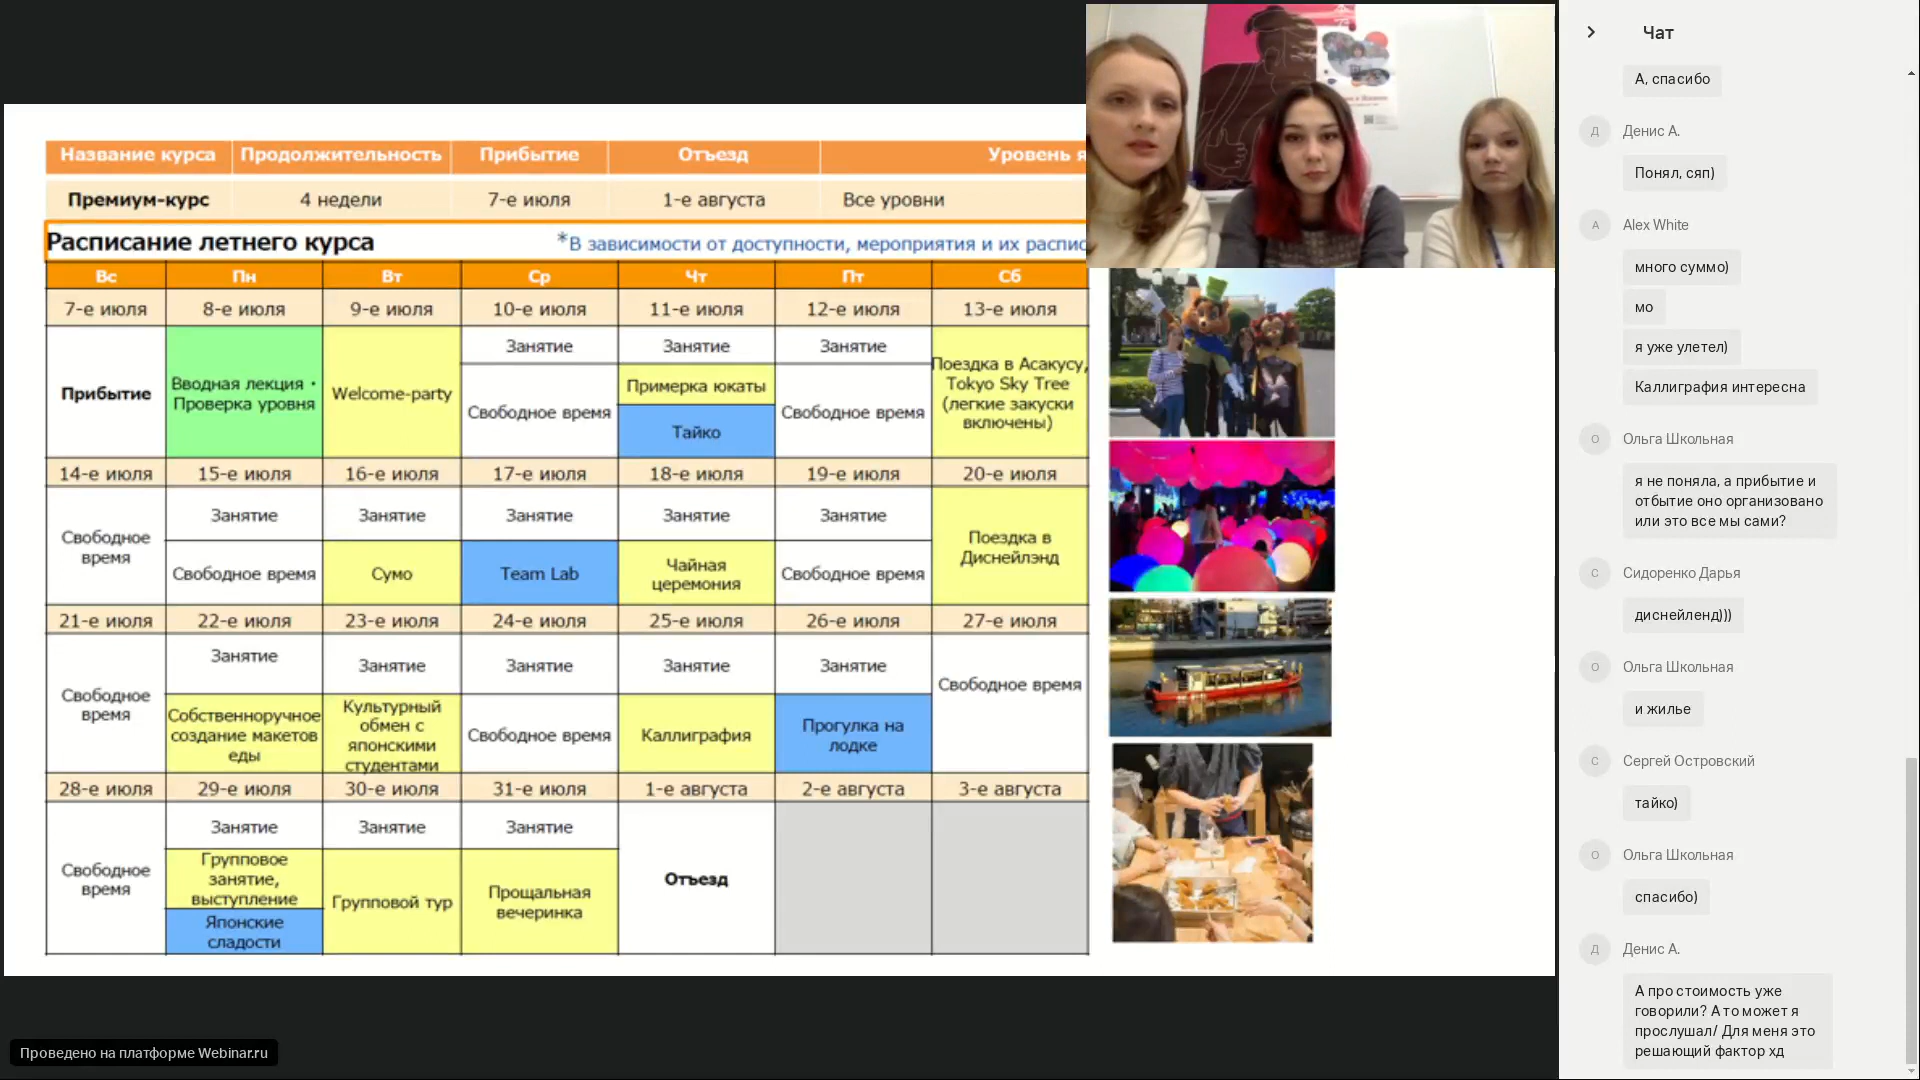 Название курса Продолжительность Прибытие Отъезд Уровень я
Премиум-курс 4 недели 7-е июля 1-е августа Все уровни
Расписание летнего курса *В зависимости от доступности, мероприятия и их распис
Вс Пн Вт Ср Чт Пт Сб
7-е июля 8-е июля 9-е июля 10-е июля 11-е июля 12-е июля 13-е июля
Прибытие
Вводная лекция・
Проверка уровня
Welcome-party
Занятие
Свободное время
Занятие
Примерка юкаты
Тайко
Занятие
Свободное время
Поездка в Асакусу,
Tokyo Sky Tree
(легкие закуски
включены)
14-е июля 15-е июля 16-е июля 17-е июля 18-е июля 19-е июля 20-е июля
Свободное
время
Занятие
Свободное время
Занятие
Сумо
Занятие
Team Lab
Занятие
Чайная
церемония
Занятие
Свободное время
Поездка в
Диснейлэнд
21-е июля 22-е июля 23-е июля 24-е июля 25-е июля 26-е июля 27-е июля
Свободное
время
Занятие
Собственноручное
создание макетов
еды
Занятие
Культурный
обмен с
японскими
студентами
Занятие
Свободное время
Занятие
Каллиграфия
Занятие
Прогулка на
лодке
Свободное время
28-е июля 29-е июля 30-е июля 31-е июля 1-е августа 2-е августа 3-е августа
Свободное
время
Занятие
Групповое
занятие,
выступление
Японские
сладости
Занятие
Групповой тур
Занятие
Прощальная
вечеринка
Отъезд
Проведено на платформе Webinar.ru
Чат
А, спасибо
Д Денис А.
Понял, сяп)
A Alex White
много суммо)
мо
я уже улетел)
Каллиграфия интересна
О Ольга Школьная
я не поняла, а прибытие и
отбытие оно организовано
или это все мы сами?
С Сидоренко Дарья
диснейленд)))
О Ольга Школьная
и жилье
С Сергей Островский
тайко)
О Ольга Школьная
спасибо)
Д Денис А.
А про стоимость уже
говорили? А то может я
прослушал/ Для меня это
решающий фактор хд